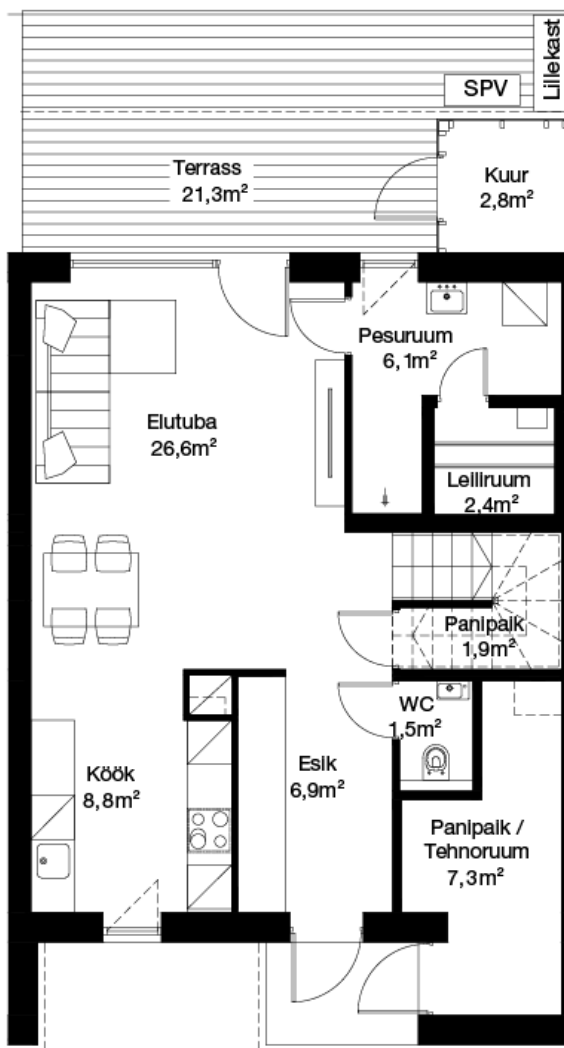 Lillekast
SPV
Terrass
21,3m²
Kuur
2,8m²
Pesuruum
6,1m²
Elutuba
26,6m²
Leiliruum
2,4m²
Panipaik
1,9m²
WC
1,5m²
Esik
6,9m²
Köök
8,8m²
Panipaik /
Tehnoruum
7,3m²